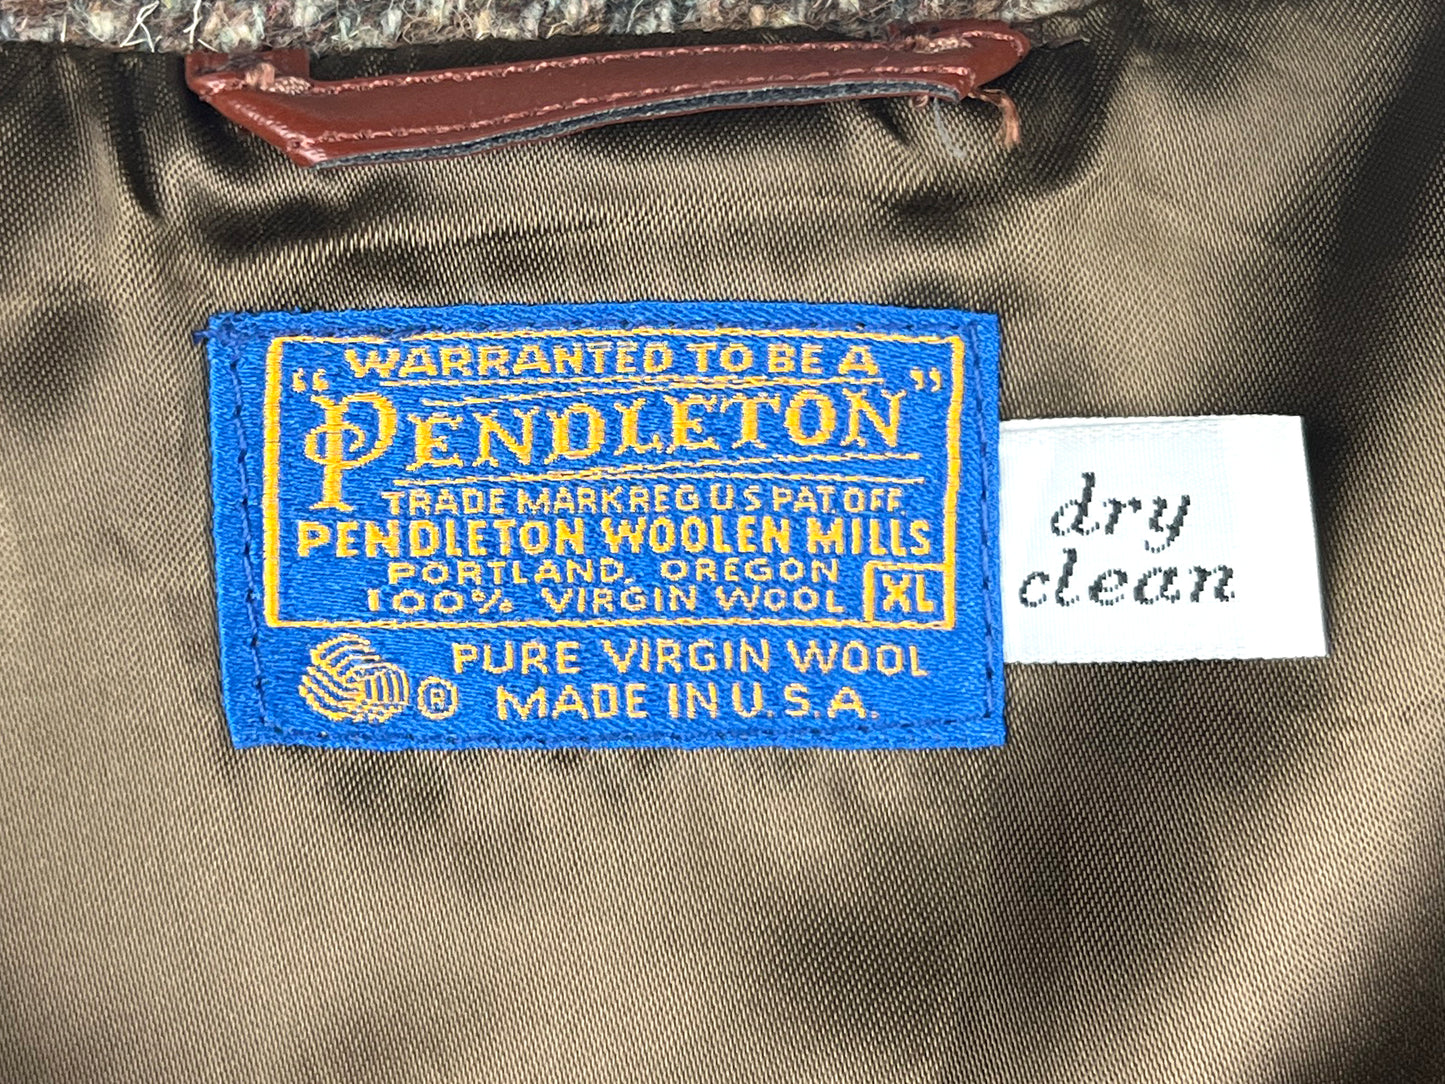 WARRANTED TO BE A
"PENDLETON"
TRADE MARK REG U S PAT. OFF.
PENDLETON WOOLEN MILLS
PORTLAND, OREGON
100% VIRGIN WOOL XL
® PURE VIRGIN WOOL
MADE IN U.S.A.
dry
clean